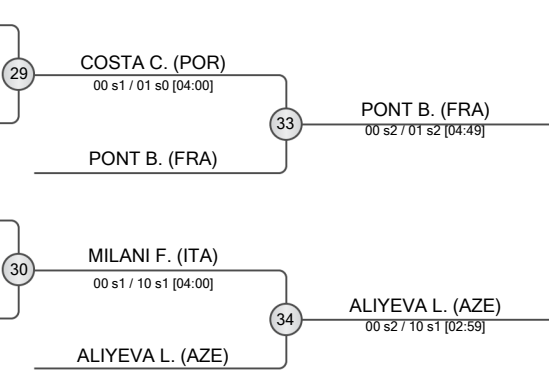 29
COSTA C. (POR)
00 s1 / 01 s0 [04:00]
33
PONT B. (FRA)
00 s2 / 01 s2 [04:49]
PONT B. (FRA)
30
MILANI F. (ITA)
00 s1 / 10 s1 [04:00]
34
ALIYEVA L. (AZE)
00 s2 / 10 s1 [02:59]
ALIYEVA L. (AZE)